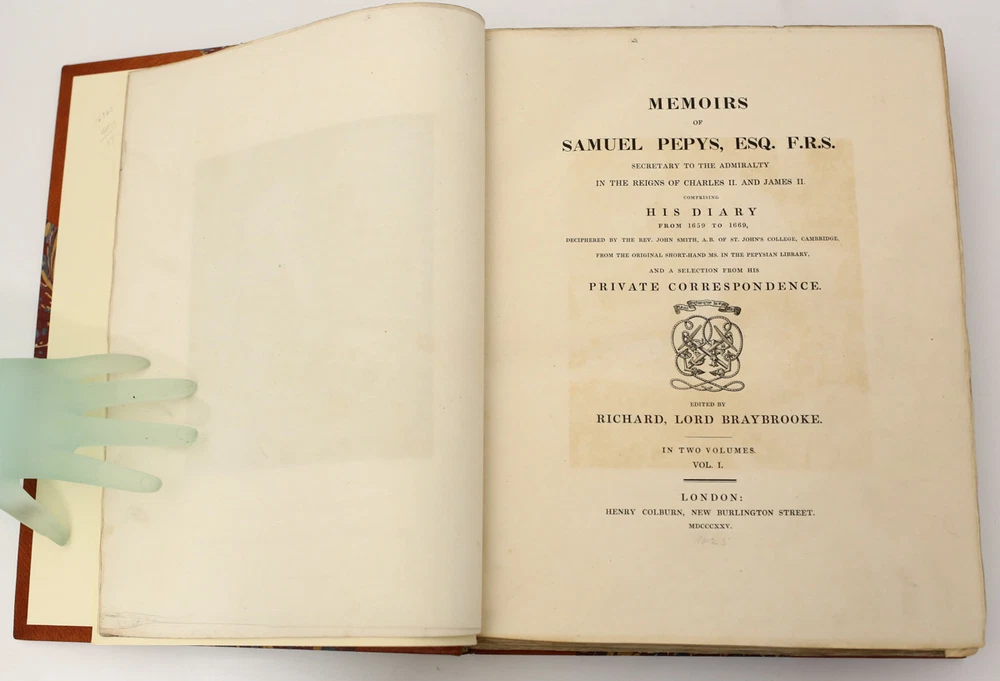 MEMOIRS
OF
SAMUEL PEPYS, ESQ. F.R.S.
SECRETARY TO THE ADMIRALTY
IN THE REIGNS OF CHARLES II. AND JAMES II.
COMPRISING
HIS DIARY
FROM 1659 TO 1669,
DECIPHERED BY THE REV. JOHN SMITH, A.B. OF ST. JOHN'S COLLEGE, CAMBRIDGE,
FROM THE ORIGINAL SHORT-HAND MS. IN THE PEPYSIAN LIBRARY,
AND A SELECTION FROM HIS
PRIVATE CORRESPONDENCE.
EDITED BY
RICHARD, LORD BRAYBROOKE.
IN TWO VOLUMES.
VOL. I.
LONDON:
HENRY COLBURN, NEW BURLINGTON STREET.
MDCCCXXV.